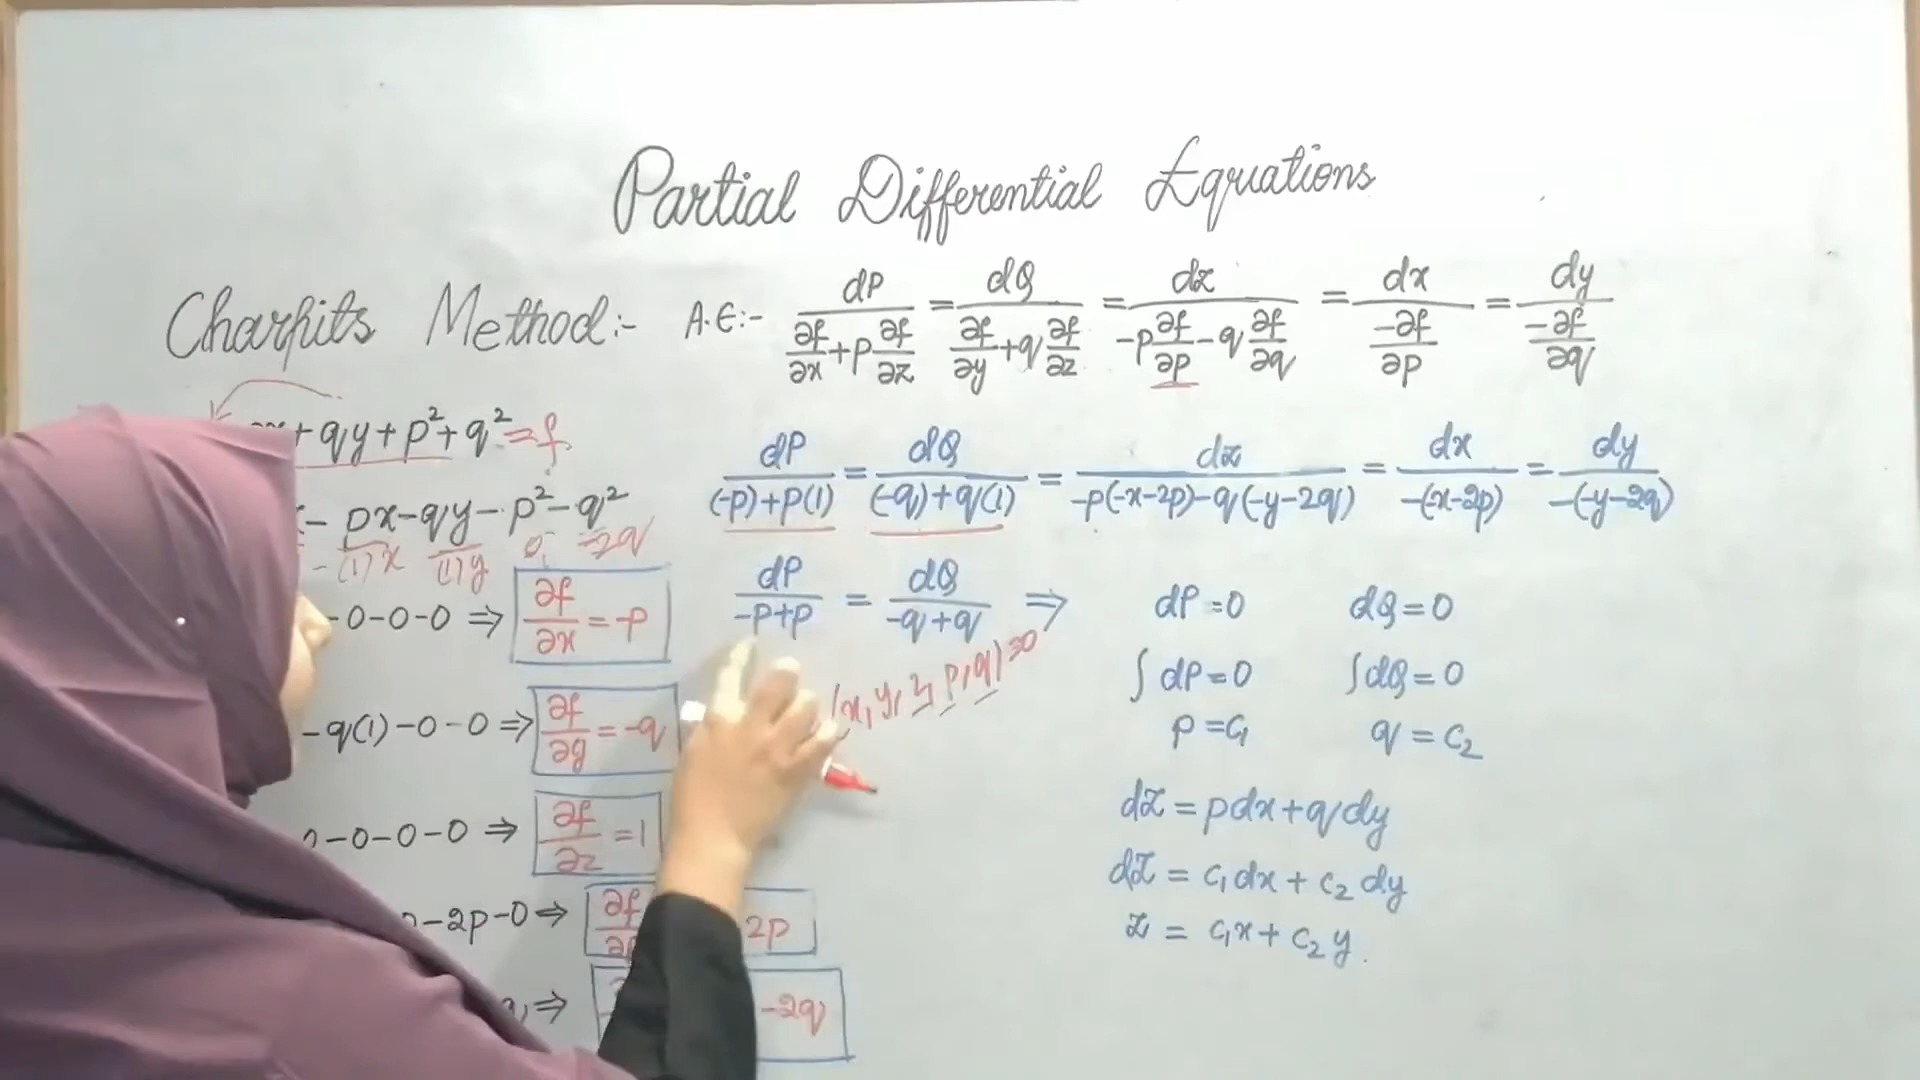 Partial Differential Equations
Charpits Method:- A.E:- dP/(∂f/∂x + p ∂f/∂z) = dQ/(∂f/∂y + q ∂f/∂z) = dz/(-p ∂f/∂p - q ∂f/∂q) = dx/(-∂f/∂p) = dy/(-∂f/∂q)
+ qy + p² + q² = f
- px - qy - p² - q²
-(1)x (1)y 0 -2q
dP/((-p)+p(1)) = dQ/((-q)+q(1)) = dz/(-p(-x-2p)-q(-y-2q)) = dx/(-(x-2p)) = dy/(-(y-2q))
dP/(-p+p) = dQ/(-q+q) ⇒ dP = 0 dQ = 0
-0-0-0 ⇒ ∂f/∂x = -p
(x, y, z, p, q) = 0
∫dP = 0 ∫dQ = 0
-q(1)-0-0 ⇒ ∂f/∂y = -q
p = c₁ q = c₂
dz = pdx + qdy
-0-0-0 ⇒ ∂f/∂z = 1
dz = c₁dx + c₂dy
-2p-0 ⇒ ∂f/∂p 2p
z = c₁x + c₂y.
⇒ -2q